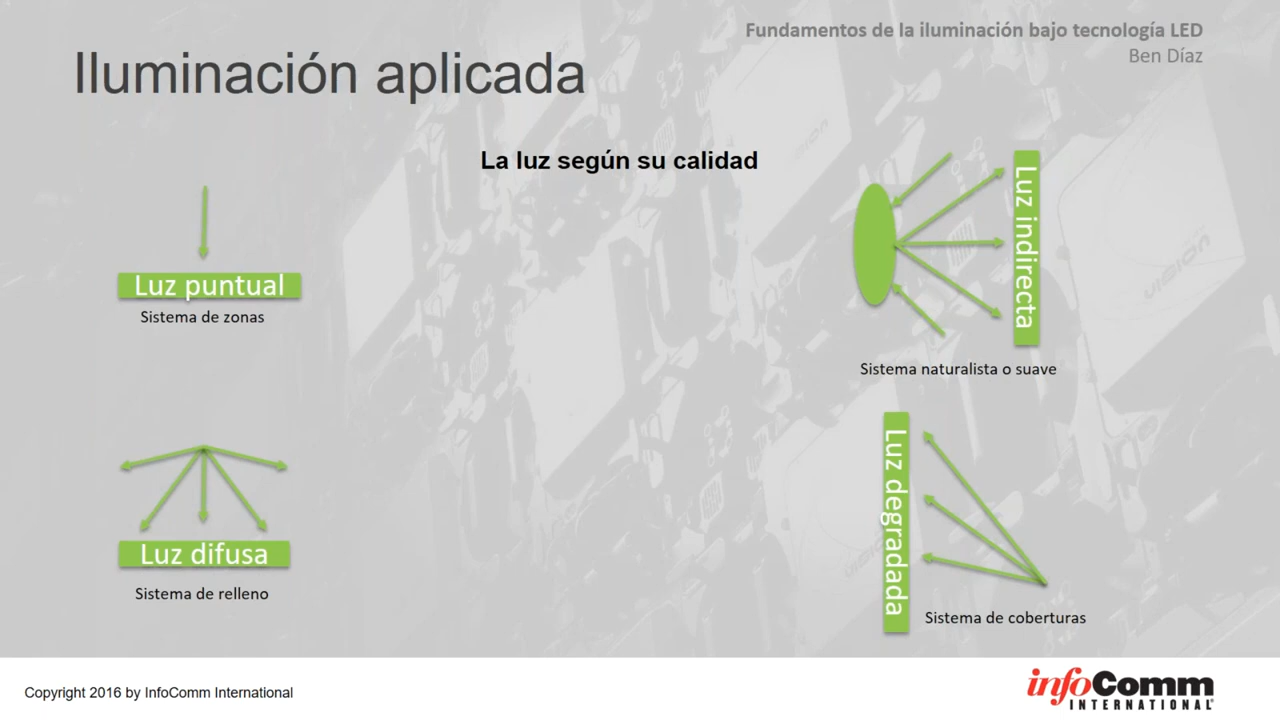 Fundamentos de la iluminación bajo tecnología LED
Ben Díaz
Iluminación aplicada
La luz según su calidad
Luz puntual
Sistema de zonas
Luz indirecta
Sistema naturalista o suave
Luz difusa
Sistema de relleno
Luz degradada
Sistema de coberturas
VISION
Copyright 2016 by InfoComm International
infoComm
INTERNATIONAL